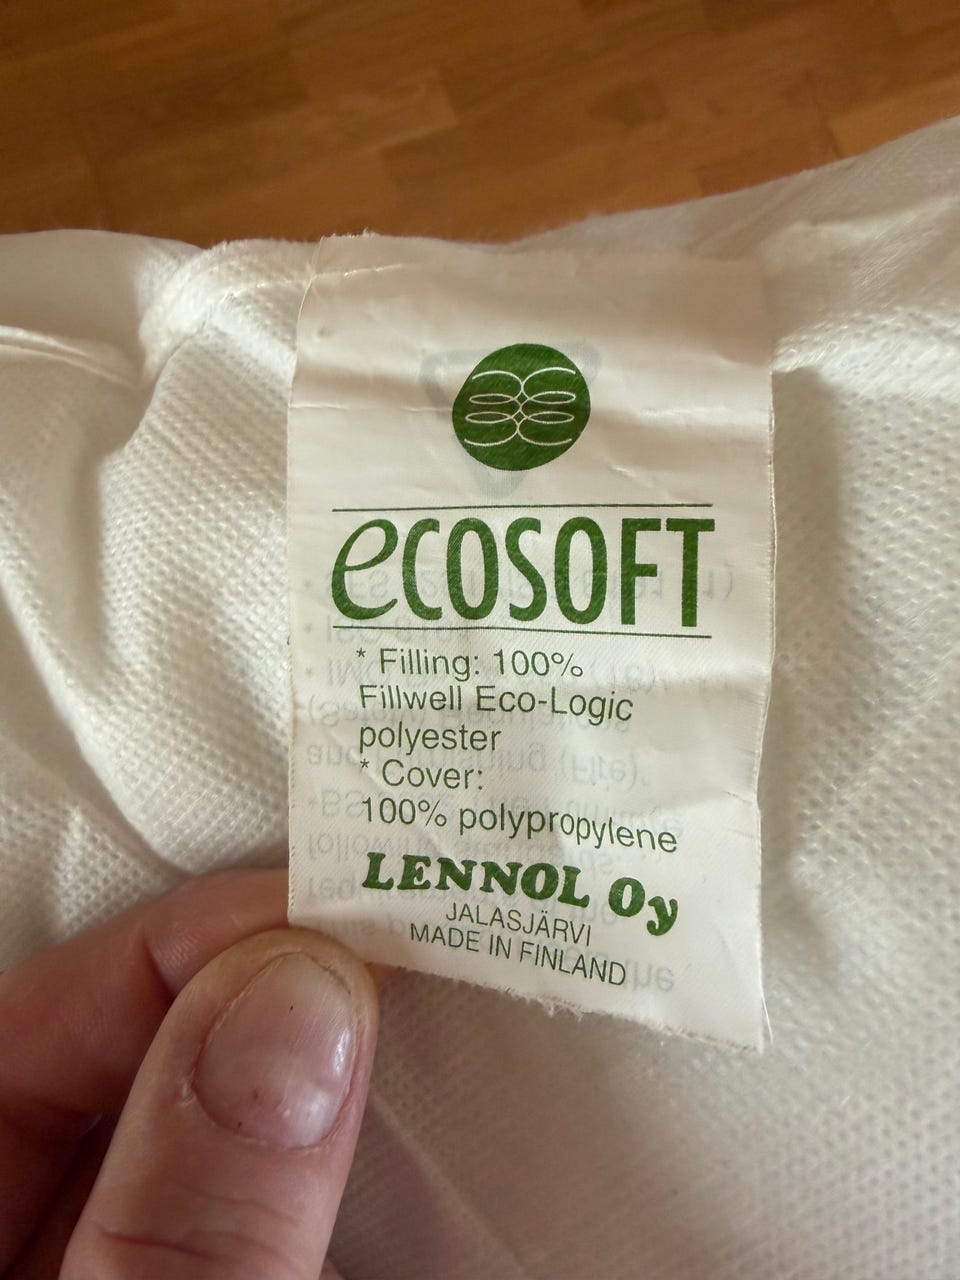 eCOSOFT
* Filling: 100%
Fillwell Eco-Logic
polyester
* Cover:
100% polypropylene
LENNOL Oy
JALASJÄRVI
MADE IN FINLAND